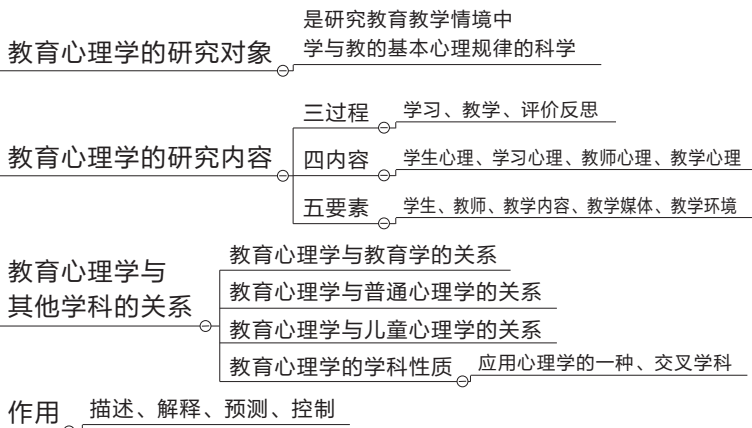 教育心理学的研究对象
是研究教育教学情境中
学与教的基本心理规律的科学
教育心理学的研究内容
三过程
学习、教学、评价反思
四内容
学生心理、学习心理、教师心理、教学心理
五要素
学生、教师、教学内容、教学媒体、教学环境
教育心理学与
其他学科的关系
教育心理学与教育学的关系
教育心理学与普通心理学的关系
教育心理学与儿童心理学的关系
教育心理学的学科性质
应用心理学的一种、交叉学科
作用
描述、解释、预测、控制